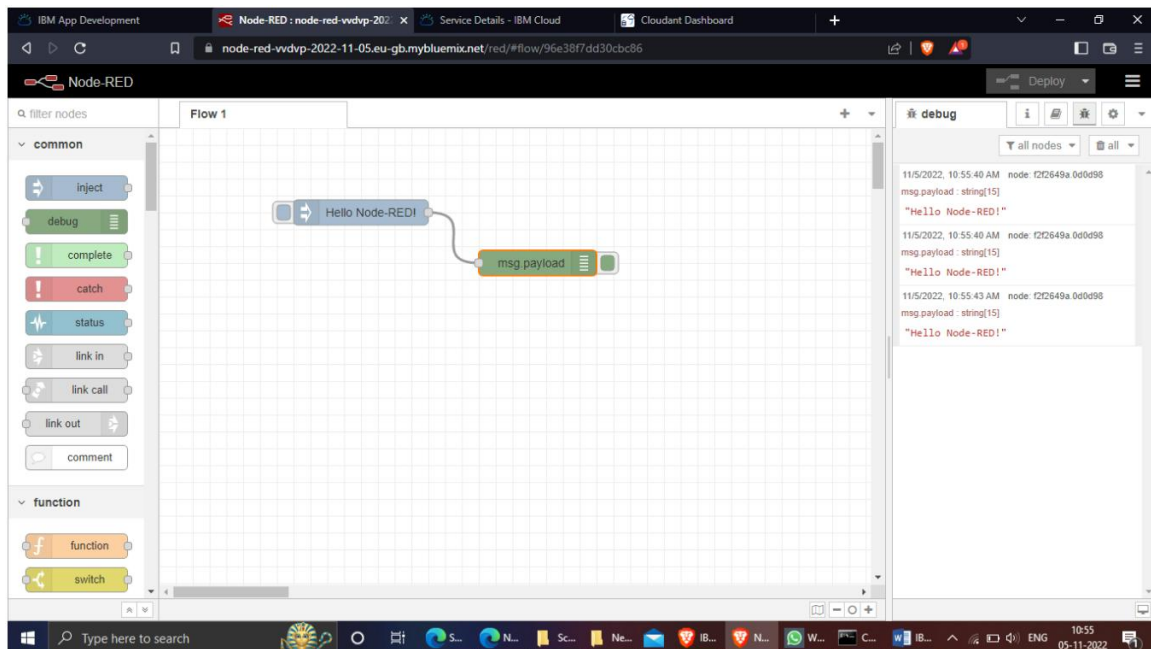 IBM App Development
Node-RED : node-red-vvdvp-202
Service Details - IBM Cloud
Cloudant Dashboard
node-red-vvdvp-2022-11-05.eu-gb.mybluemix.net/red/#flow/96e38f7dd30cbc86
Node-RED
Deploy
filter nodes
Flow 1
debug
i
all nodes
all
common
inject
debug
complete
catch
status
link in
link call
link out
comment
function
function
switch
Hello Node-RED!
msg.payload
11/5/2022, 10:55:40 AM node: f2f2649a.0d0d98
msg.payload : string[15]
"Hello Node-RED!"
11/5/2022, 10:55:40 AM node: f2f2649a.0d0d98
msg.payload : string[15]
"Hello Node-RED!"
11/5/2022, 10:55:43 AM node: f2f2649a.0d0d98
msg.payload : string[15]
"Hello Node-RED!"
Type here to search
S...
N...
Sc...
Ne...
IB...
N...
W...
C...
IB...
ENG
10:55
05-11-2022